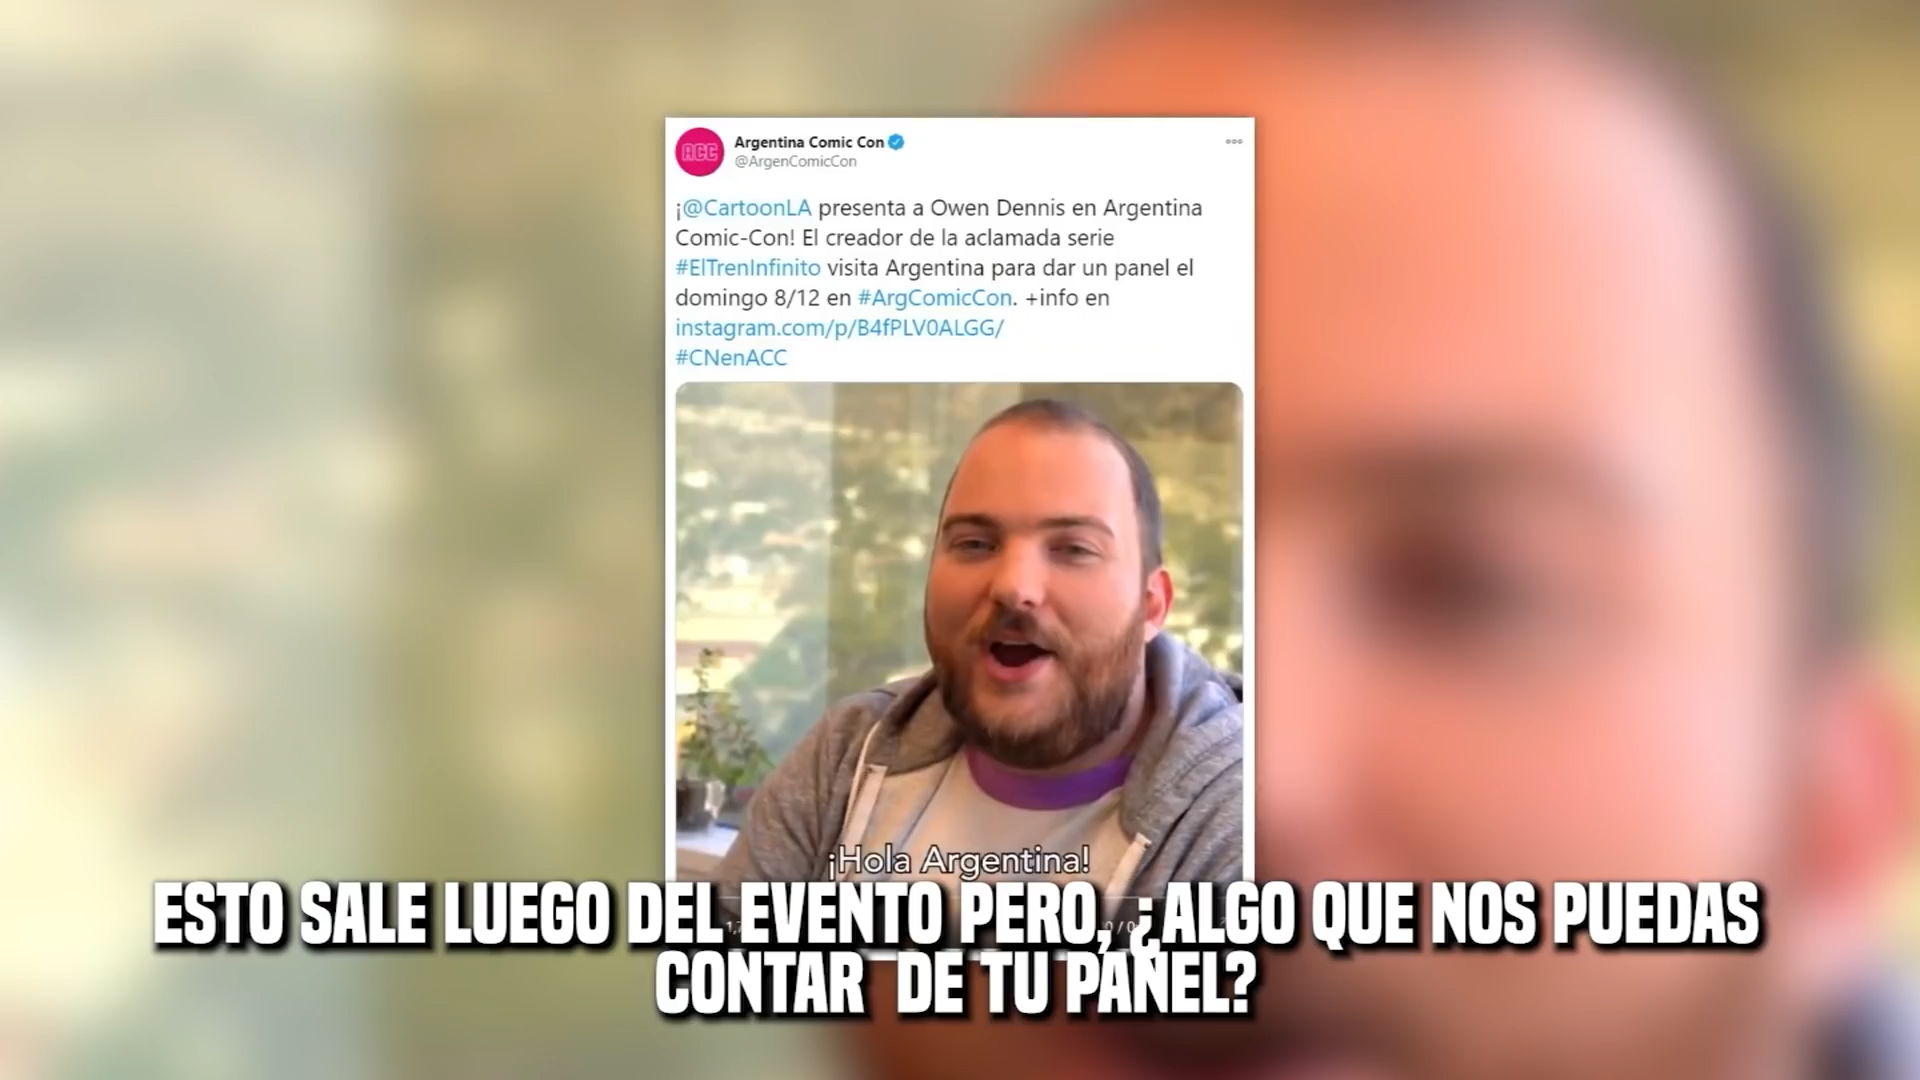 ACC
Argentina Comic Con
@ArgenComicCon
¡@CartoonLA presenta a Owen Dennis en Argentina
Comic-Con! El creador de la aclamada serie
#ElTrenInfinito visita Argentina para dar un panel el
domingo 8/12 en #ArgComicCon. +info en
instagram.com/p/B4fPLV0ALGG/
#CNenACC
¡Hola Argentina!
ESTO SALE LUEGO DEL EVENTO PERO, ¿ALGO QUE NOS PUEDAS
CONTAR DE TU PANEL?